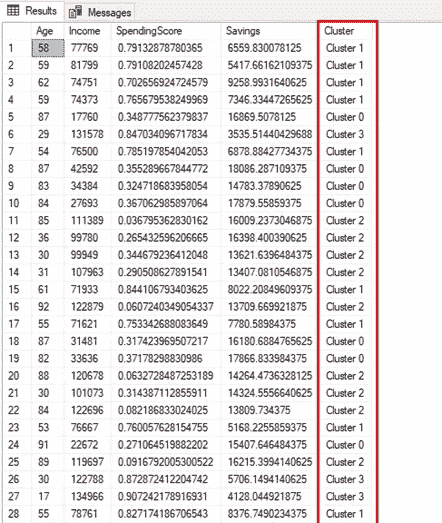 Results Messages
Age Income SpendingScore Savings Cluster
1 58 77769 0.79132878780365 6559.830078125 Cluster 1
2 59 81799 0.79108202457428 5417.66162109375 Cluster 1
3 62 74751 0.702656924724579 9258.9931640625 Cluster 1
4 59 74373 0.765679538249969 7346.33447265625 Cluster 1
5 87 17760 0.348777562379837 16869.5078125 Cluster 0
6 29 131578 0.847034096717834 3535.51440429688 Cluster 3
7 54 76500 0.785197854042053 6878.88427734375 Cluster 1
8 87 42592 0.355289667844772 18086.287109375 Cluster 0
9 83 34384 0.324718683958054 14783.37890625 Cluster 0
10 84 27693 0.367062985897064 17879.55859375 Cluster 0
11 85 111389 0.036795362830162 16009.2373046875 Cluster 2
12 36 99780 0.265432596206665 16398.400390625 Cluster 2
13 30 99949 0.344679236412048 13621.6396484375 Cluster 2
14 31 107963 0.290508627891541 13407.0810546875 Cluster 2
15 61 71933 0.844106793403625 8022.20849609375 Cluster 1
16 92 122879 0.0607240349054337 13709.669921875 Cluster 2
17 55 71621 0.753342688083649 7780.58984375 Cluster 1
18 87 31481 0.317423969507217 16180.6884765625 Cluster 0
19 82 33636 0.37178298830986 17866.833984375 Cluster 0
20 88 120678 0.0632728487253189 14264.4736328125 Cluster 2
21 30 101073 0.314387112855911 14324.5556640625 Cluster 2
22 84 122696 0.082186833024025 13809.734375 Cluster 2
23 53 76667 0.760057628154755 5168.2255859375 Cluster 1
24 91 22672 0.271064519882202 15407.646484375 Cluster 0
25 89 119697 0.0916792005300522 16215.3994140625 Cluster 2
26 30 122788 0.872872412204742 5706.1494140625 Cluster 3
27 17 134966 0.907242178916931 4128.044921875 Cluster 3
28 55 78761 0.827174186706543 8376.7490234375 Cluster 1